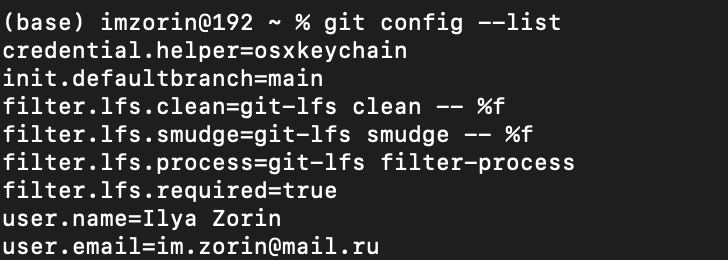 (base) imzorin@192 ~ % git config --list
credential.helper=osxkeychain
init.defaultbranch=main
filter.lfs.clean=git-lfs clean -- %f
filter.lfs.smudge=git-lfs smudge -- %f
filter.lfs.process=git-lfs filter-process
filter.lfs.required=true
user.name=Ilya Zorin
user.email=im.zorin@mail.ru